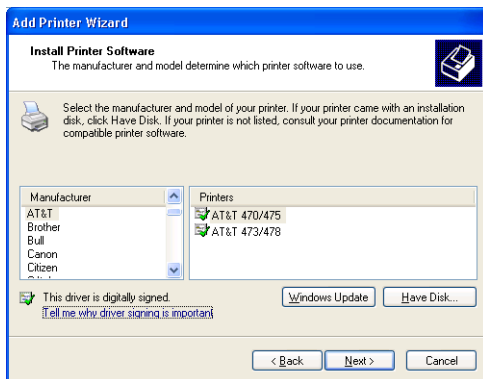 Add Printer Wizard
Install Printer Software
The manufacturer and model determine which printer software to use.
Select the manufacturer and model of your printer. If your printer came with an installation
disk, click Have Disk. If your printer is not listed, consult your printer documentation for
compatible printer software.
Manufacturer
AT&T
Brother
Bull
Canon
Citizen
Printers
AT&T 470/475
AT&T 473/478
This driver is digitally signed.
Tell me why driver signing is important
Windows Update
Have Disk...
< Back
Next >
Cancel